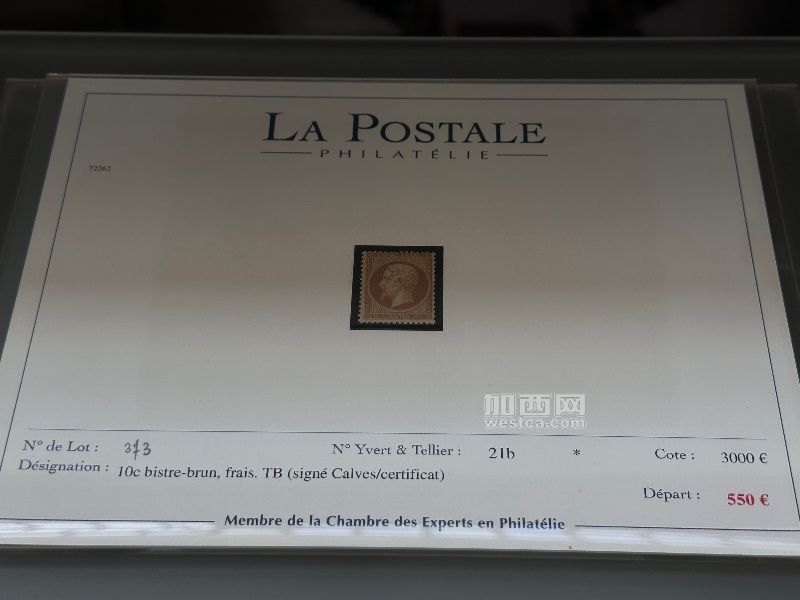 LA POSTALE
PHILATÉLIE
72262
加西网
westca.com
N° de Lot : 373 N° Yvert & Tellier : 21b * Cote : 3000 €
Désignation : 10c bistre-brun, frais. TB (signé Calves/certificat)
Départ : 550 €
Membre de la Chambre des Experts en Philatélie